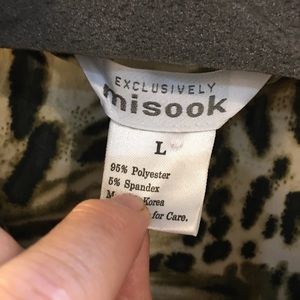 EXCLUSIVELY
misook
L
95% Polyester
5% Spandex
Korea
for Care.